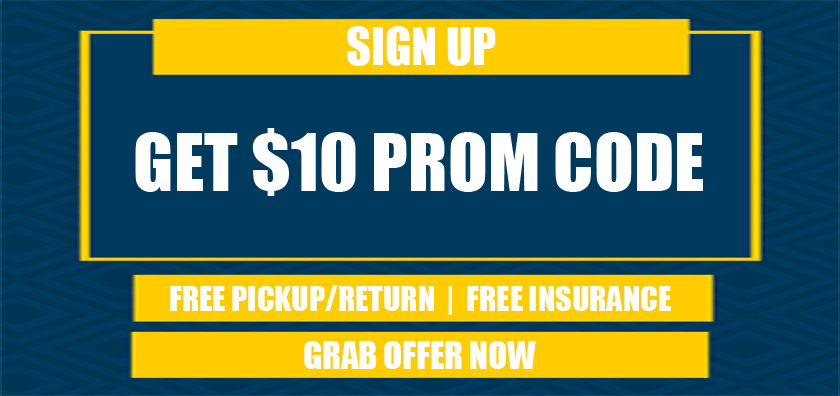 SIGN UP
GET $10 PROM CODE
FREE PICKUP/RETURN | FREE INSURANCE
GRAB OFFER NOW